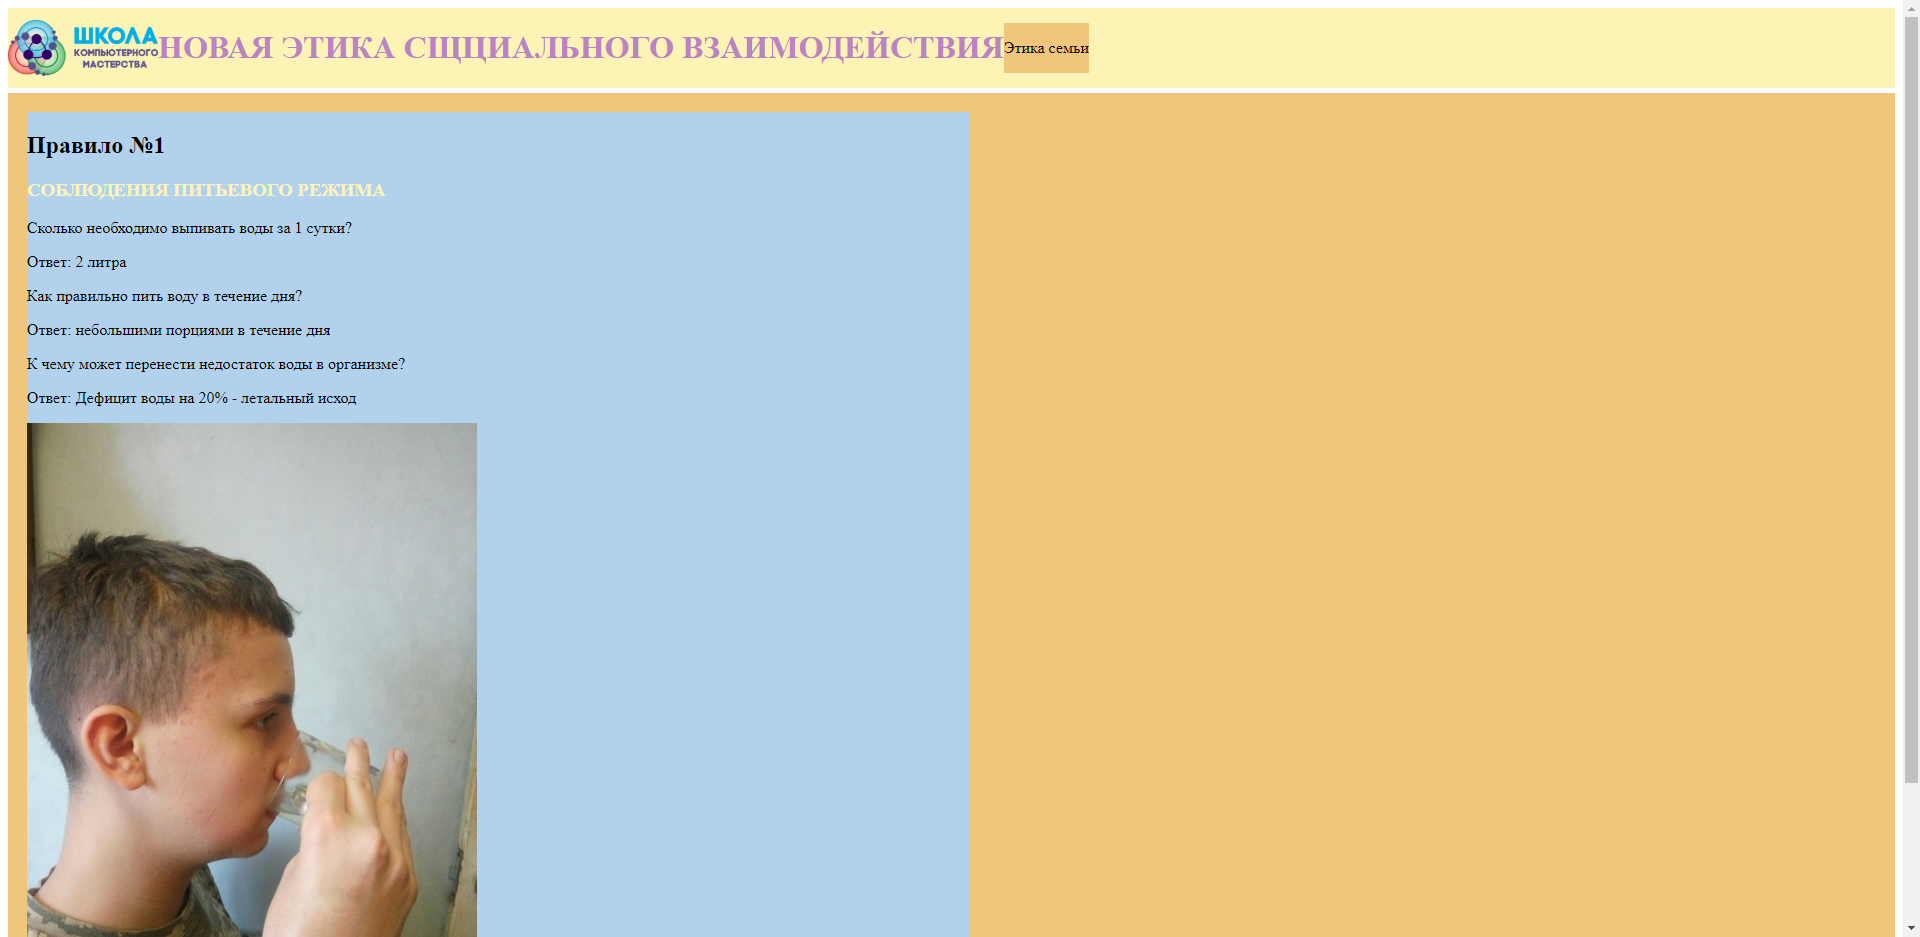 ШКОЛА
КОМПЬЮТЕРНОГО
МАСТЕРСТВА
НОВАЯ ЭТИКА СЩЦИАЛЬНОГО ВЗАИМОДЕЙСТВИЯ
Этика семьи
Правило №1
СОБЛЮДЕНИЯ ПИТЬЕВОГО РЕЖИМА
Сколько необходимо выпивать воды за 1 сутки?
Ответ: 2 литра
Как правильно пить воду в течение дня?
Ответ: небольшими порциями в течение дня
К чему может перенести недостаток воды в организме?
Ответ: Дефицит воды на 20% - летальный исход